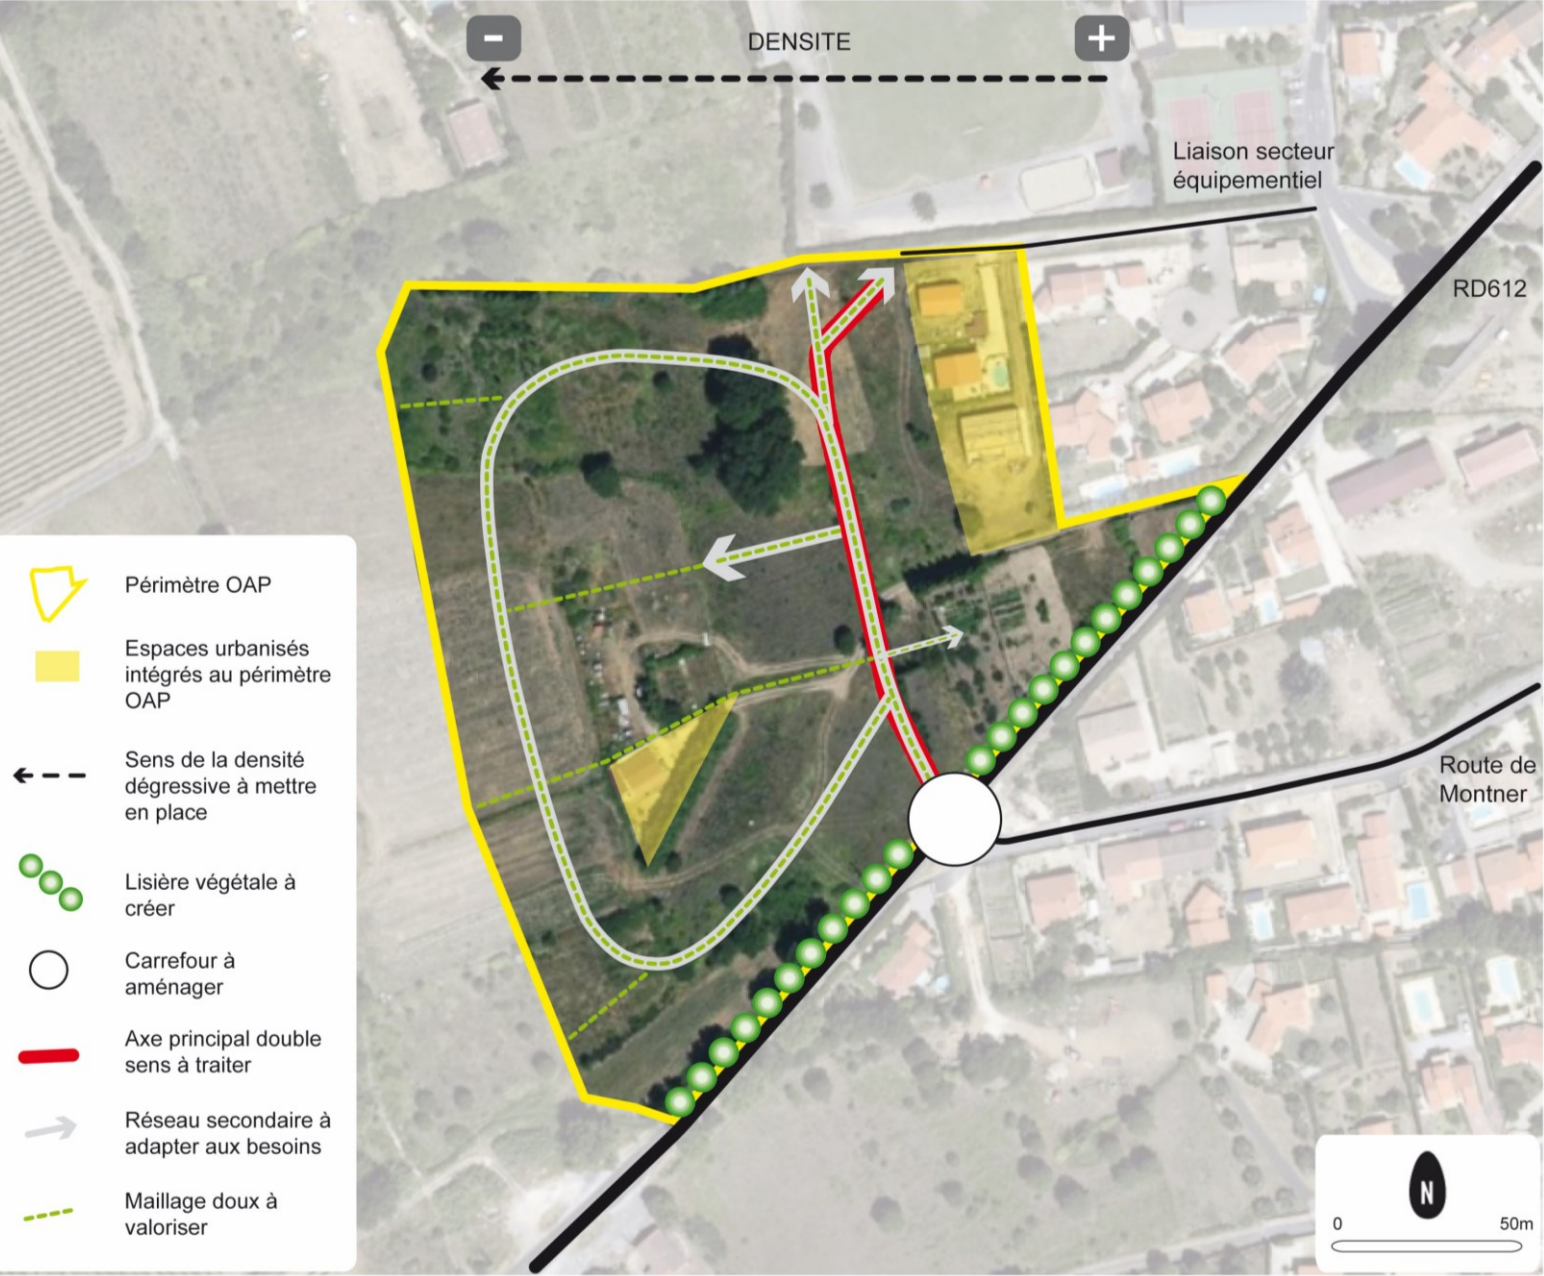 DENSITE
-
+
Liaison secteur
équipementiel
RD612
Route de
Montner
Périmètre OAP
Espaces urbanisés
intégrés au périmètre
OAP
Sens de la densité
dégressive à mettre
en place
Lisière végétale à
créer
Carrefour à
aménager
Axe principal double
sens à traiter
Réseau secondaire à
adapter aux besoins
Maillage doux à
valoriser
N
0 50m